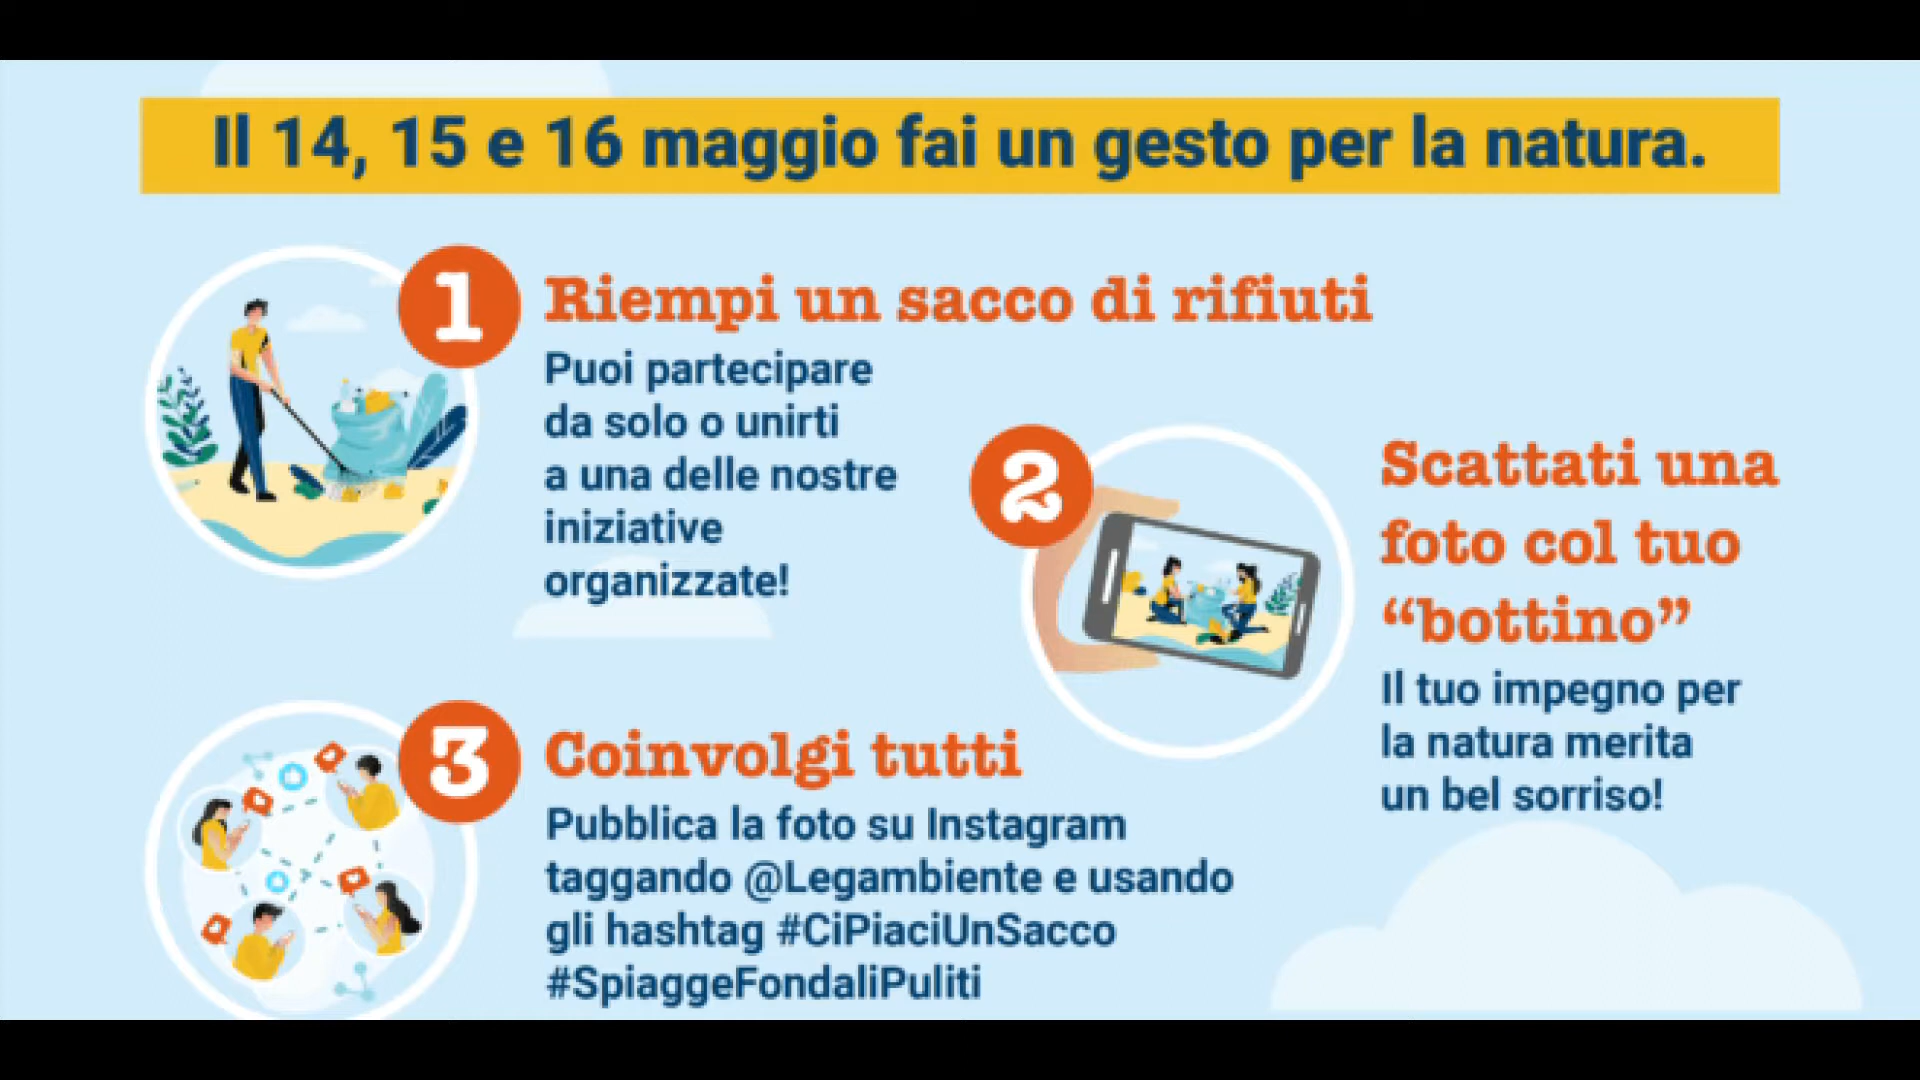 Il 14, 15 e 16 maggio fai un gesto per la natura.
1
Riempi un sacco di rifiuti
Puoi partecipare
da solo o unirti
a una delle nostre
iniziative
organizzate!
2
Scattati una
foto col tuo
“bottino”
Il tuo impegno per
la natura merita
un bel sorriso!
3
Coinvolgi tutti
Pubblica la foto su Instagram
taggando @Legambiente e usando
gli hashtag #CiPiaciUnSacco
#SpiaggeFondaliPuliti